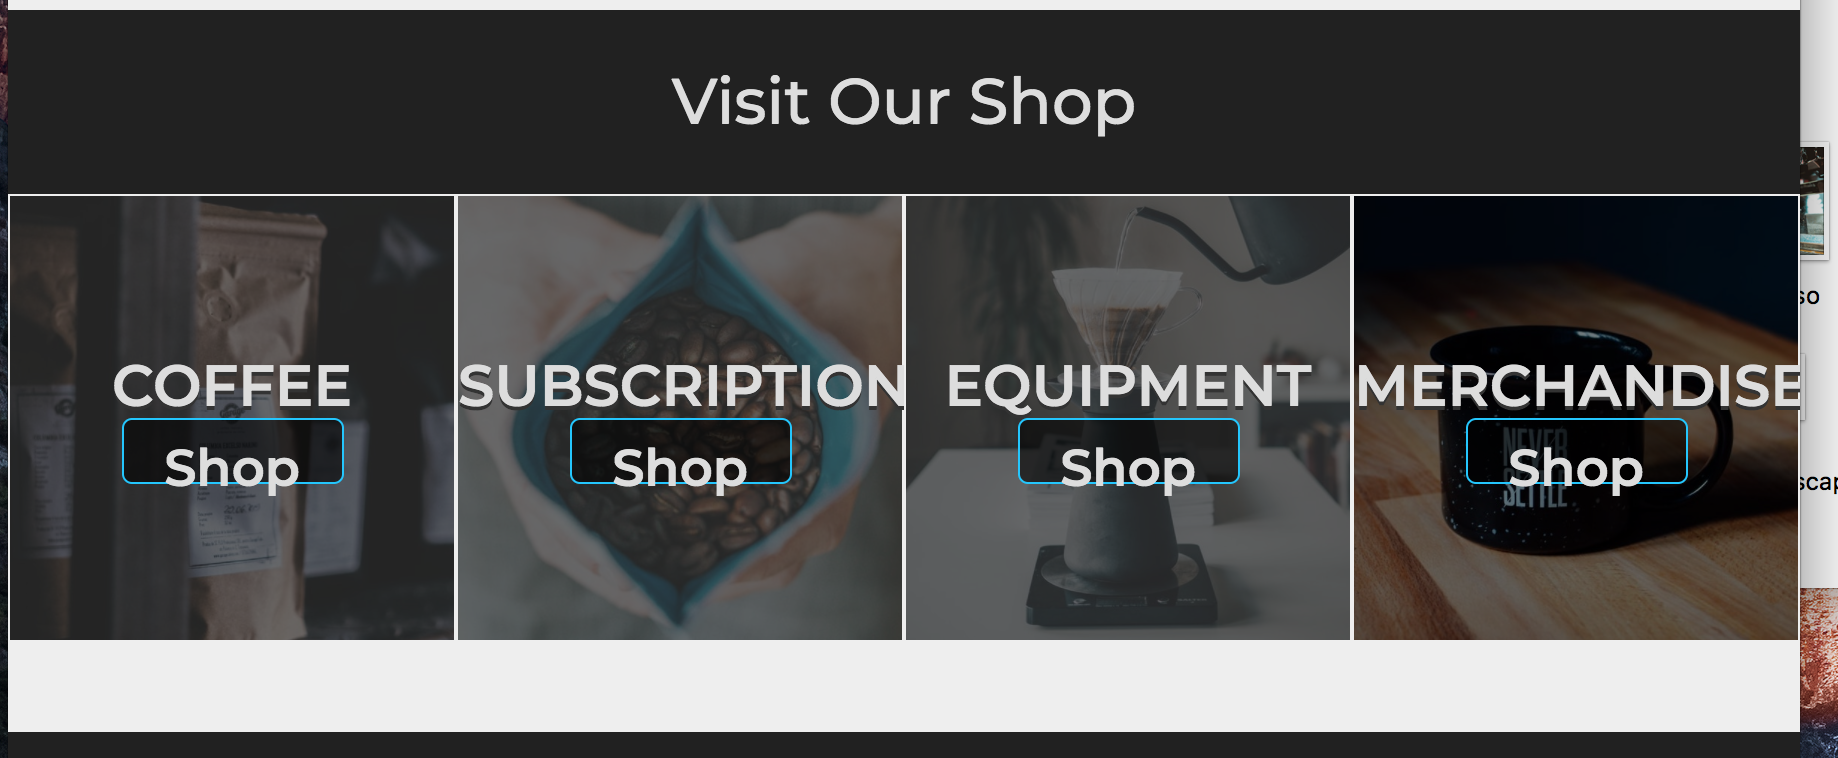 Visit Our Shop
COFFEE
Shop
SUBSCRIPTION
Shop
EQUIPMENT
Shop
MERCHANDISE
NEVER
SETTLE
Shop
so
scap